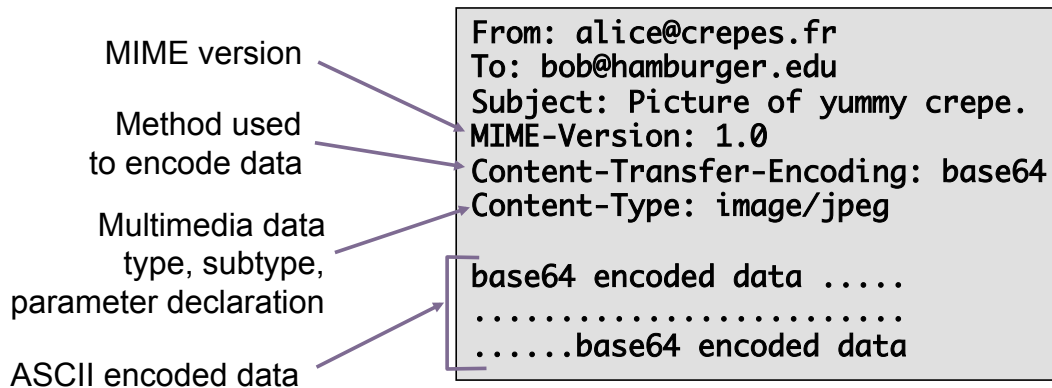 MIME version
Method used
to encode data
Multimedia data
type, subtype,
parameter declaration
ASCII encoded data
From: alice@crepes.fr
To: bob@hamburger.edu
Subject: Picture of yummy crepe.
MIME-Version: 1.0
Content-Transfer-Encoding: base64
Content-Type: image/jpeg
base64 encoded data .....
.........................
......base64 encoded data